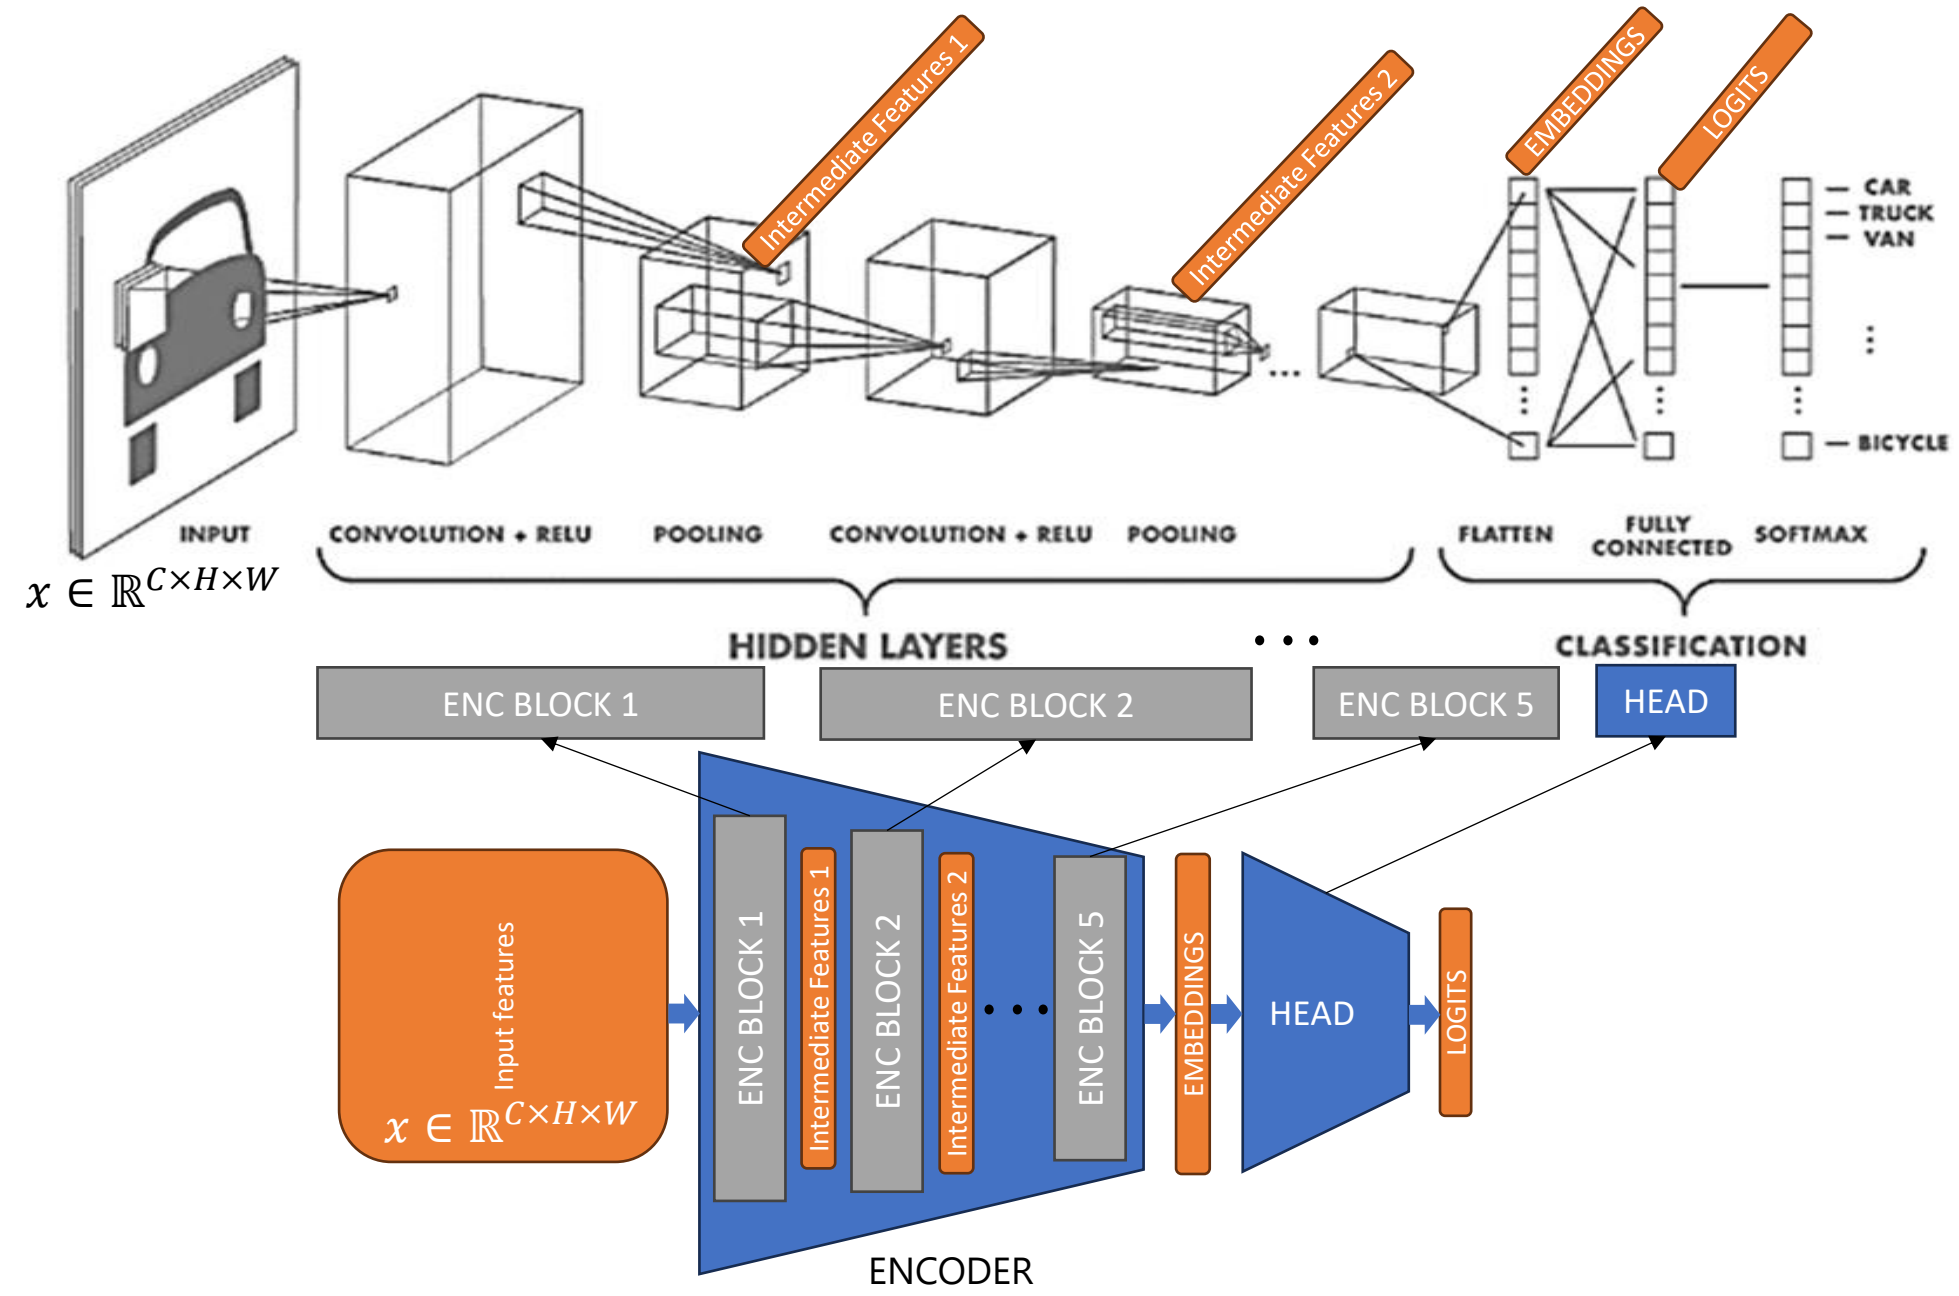 Intermediate Features 1
Intermediate Features 2
EMBEDDINGS
LOGITS
CAR
TRUCK
VAN
BICYCLE
INPUT
CONVOLUTION + RELU
POOLING
CONVOLUTION + RELU
POOLING
FLATTEN
FULLY
CONNECTED
SOFTMAX
x ∈ ℝ^{C×H×W}
HIDDEN LAYERS
CLASSIFICATION
ENC BLOCK 1
ENC BLOCK 2
ENC BLOCK 5
HEAD
Input features
x ∈ ℝ^{C×H×W}
ENC BLOCK 1
Intermediate Features 1
ENC BLOCK 2
Intermediate Features 2
ENC BLOCK 5
EMBEDDINGS
HEAD
LOGITS
ENCODER